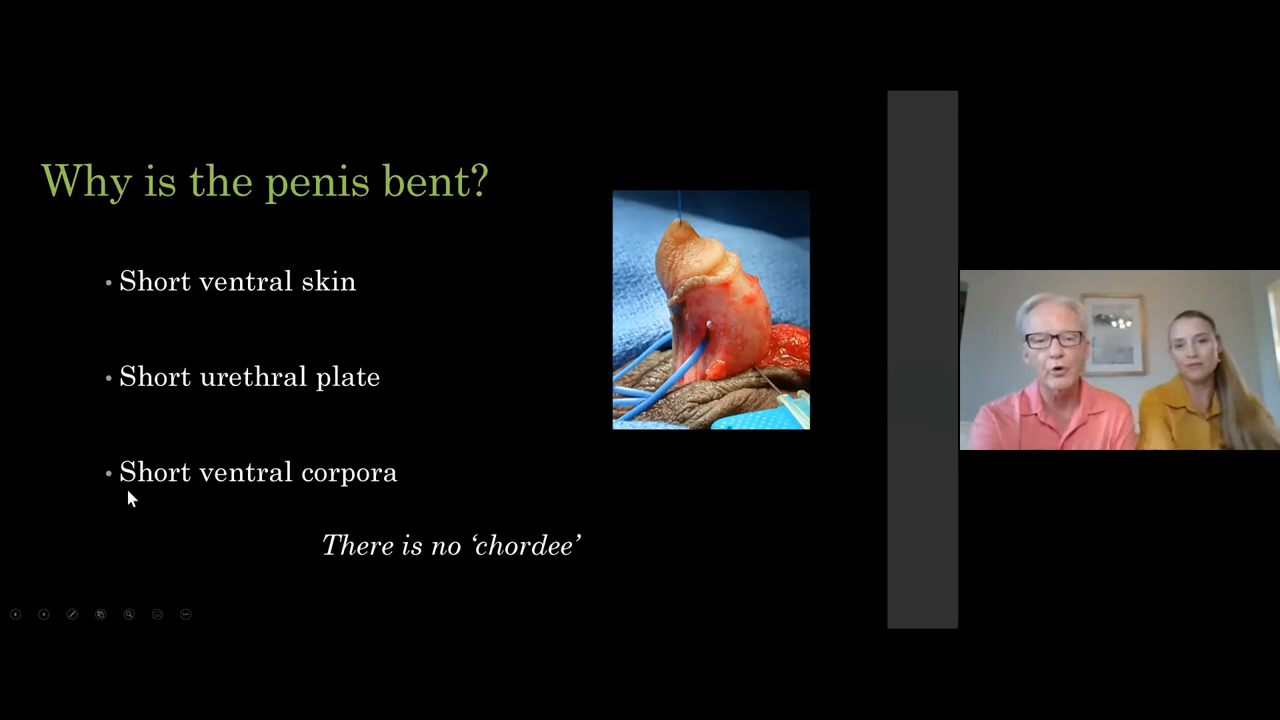 Why is the penis bent?
• Short ventral skin
• Short urethral plate
• Short ventral corpora
There is no ‘chordee’